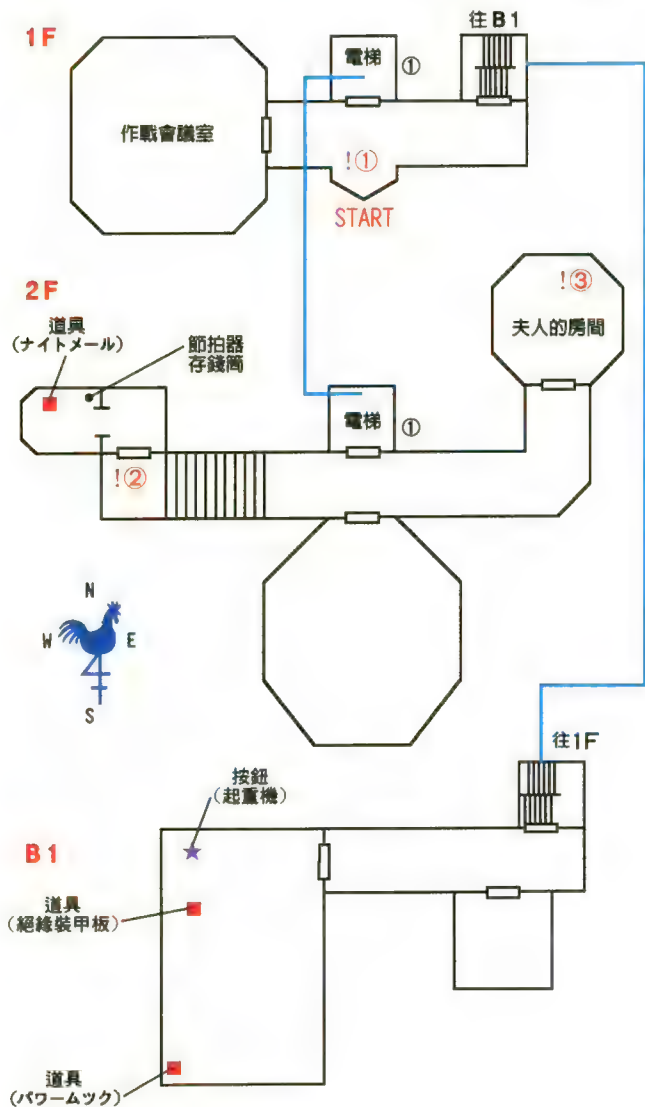 1F
往B1
電梯
①
作戰會議室
!①
START
2F
!③
道具
(ナイトメール)
節拍器
存錢筒
夫人的房間
電梯
①
!②
N
W
E
S
往1F
按鈕
(起重機)
B1
道具
(絕緣裝甲板)
道具
(パワームック)